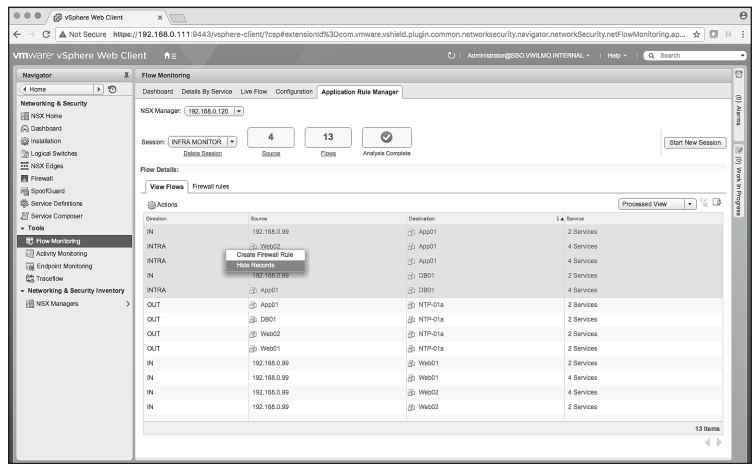 vSphere Web Client
Not Secure https://192.168.0.111:9443/vsphere-client/?csp#extensionId%3Dcom.vmware.vshield.plugin.common.networksecurity.navigator.networkSecurity.netFlowMonitoring.ap...
vmware® vSphere Web Client
Administrator@SSO.VWILMO.INTERNAL
Help
Search
Navigator
Home
Networking & Security
NSX Home
Dashboard
Installation
Logical Switches
NSX Edges
Firewall
SpoofGuard
Service Definitions
Service Composer
Tools
Flow Monitoring
Activity Monitoring
Endpoint Monitoring
Traceflow
Networking & Security Inventory
NSX Managers
Flow Monitoring
Dashboard Details By Service Live Flow Configuration Application Rule Manager
NSX Manager: 192.168.0.120
Session: INFRA MONITOR
Delete Session
4
Source
13
Flows
Analysis Complete
Start New Session
Flow Details:
View Flows Firewall rules
Actions
Processed View
Direction Source Destination 1 ▲ Service
IN 192.168.0.99 App01 2 Services
INTRA Web02 App01 4 Services
INTRA App01 4 Services
IN 192.168.0.99 DB01 2 Services
INTRA App01 DB01 4 Services
OUT App01 NTP-01a 2 Services
OUT DB01 NTP-01a 2 Services
OUT Web02 NTP-01a 2 Services
OUT Web01 NTP-01a 2 Services
IN 192.168.0.99 Web01 2 Services
IN 192.168.0.99 Web01 4 Services
IN 192.168.0.99 Web02 4 Services
IN 192.168.0.99 Web02 2 Services
Create Firewall Rule
Hide Records
13 items
(0) Alarms
(0) Work In Progress